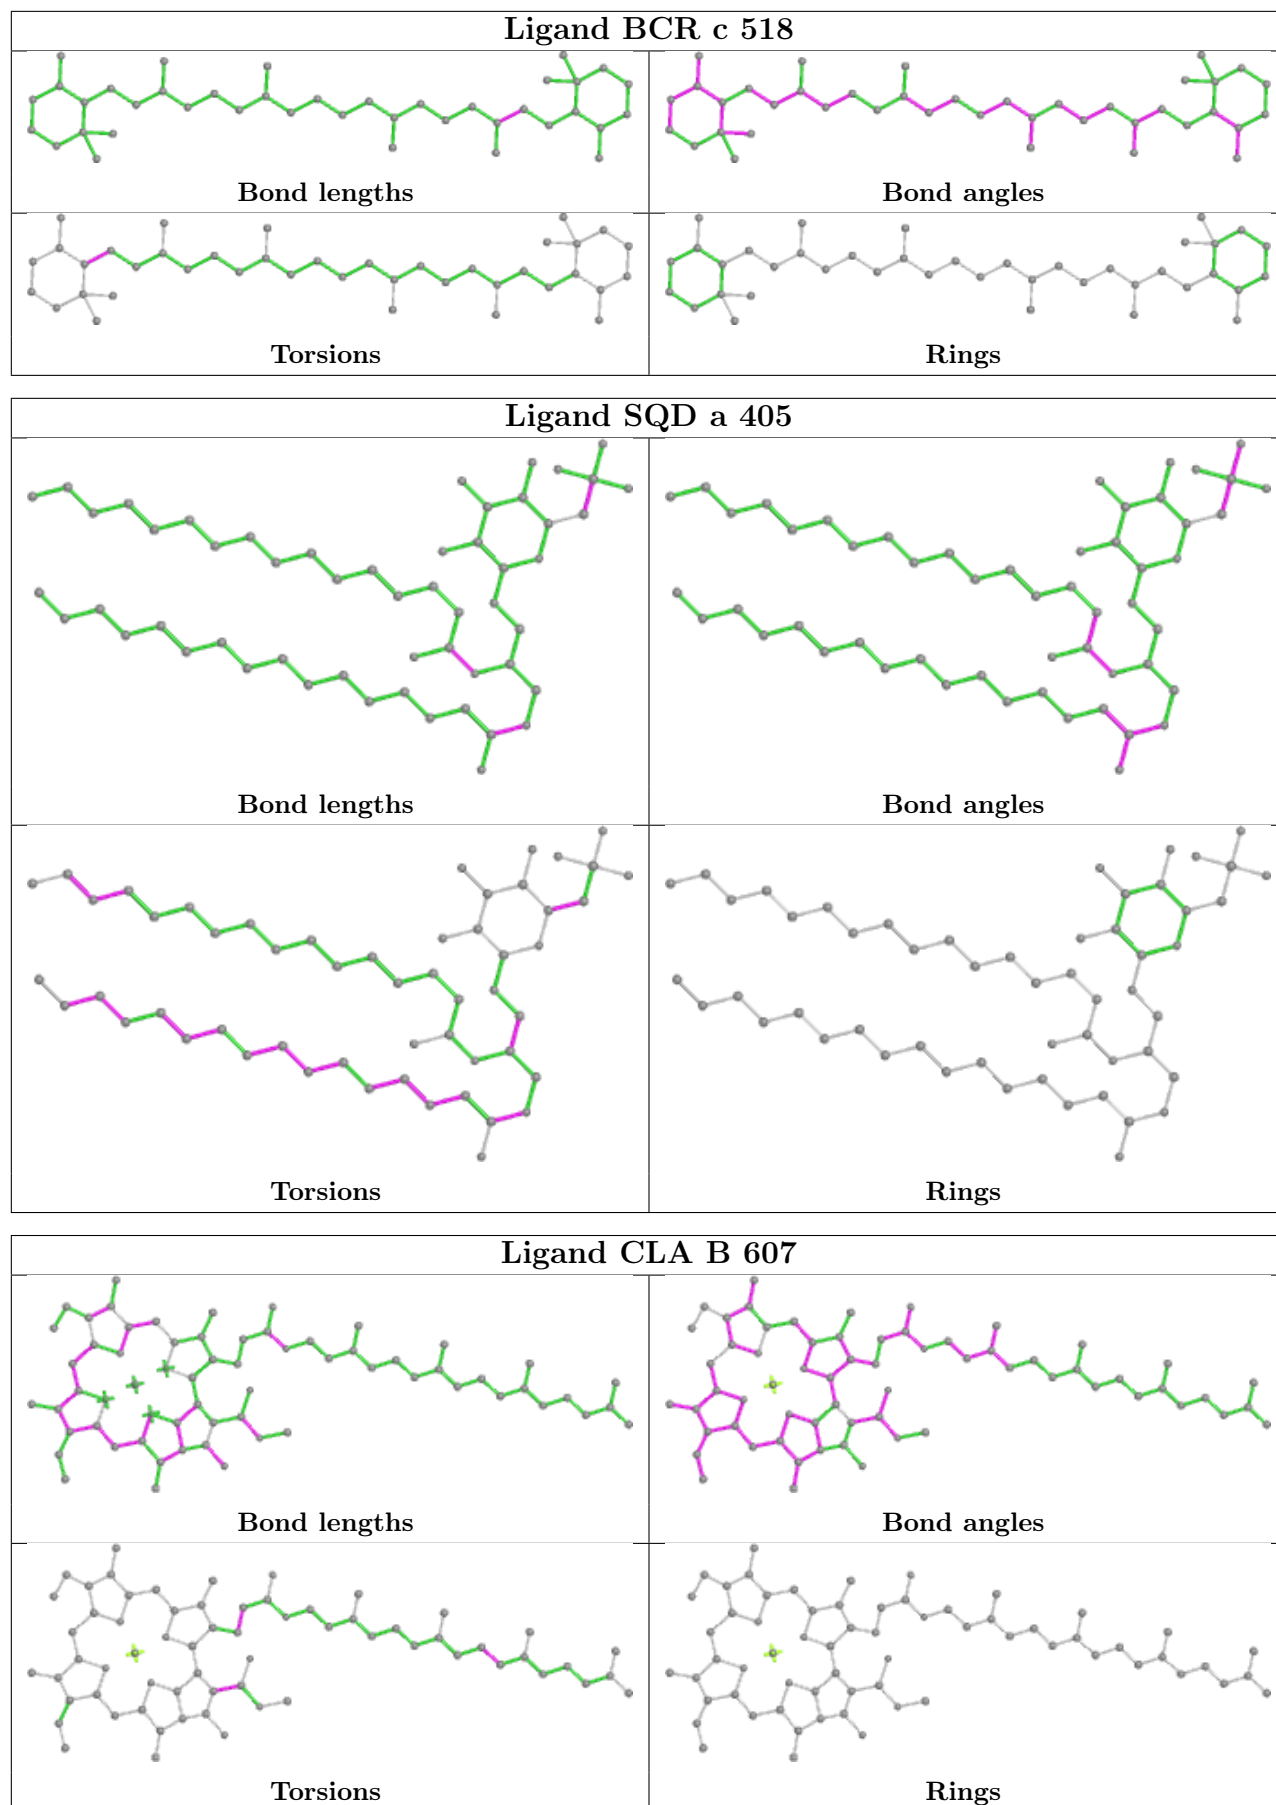 Ligand BCR c 518
Bond lengths
Bond angles
Torsions
Rings
Ligand SQD a 405
Bond lengths
Bond angles
Torsions
Rings
Ligand CLA B 607
Bond lengths
Bond angles
Torsions
Rings